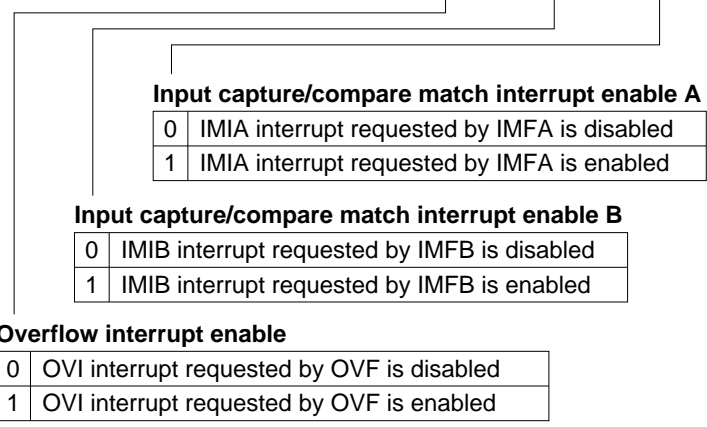 Input capture/compare match interrupt enable A
0 IMIA interrupt requested by IMFA is disabled
1 IMIA interrupt requested by IMFA is enabled
Input capture/compare match interrupt enable B
0 IMIB interrupt requested by IMFB is disabled
1 IMIB interrupt requested by IMFB is enabled
Overflow interrupt enable
0 OVI interrupt requested by OVF is disabled
1 OVI interrupt requested by OVF is enabled